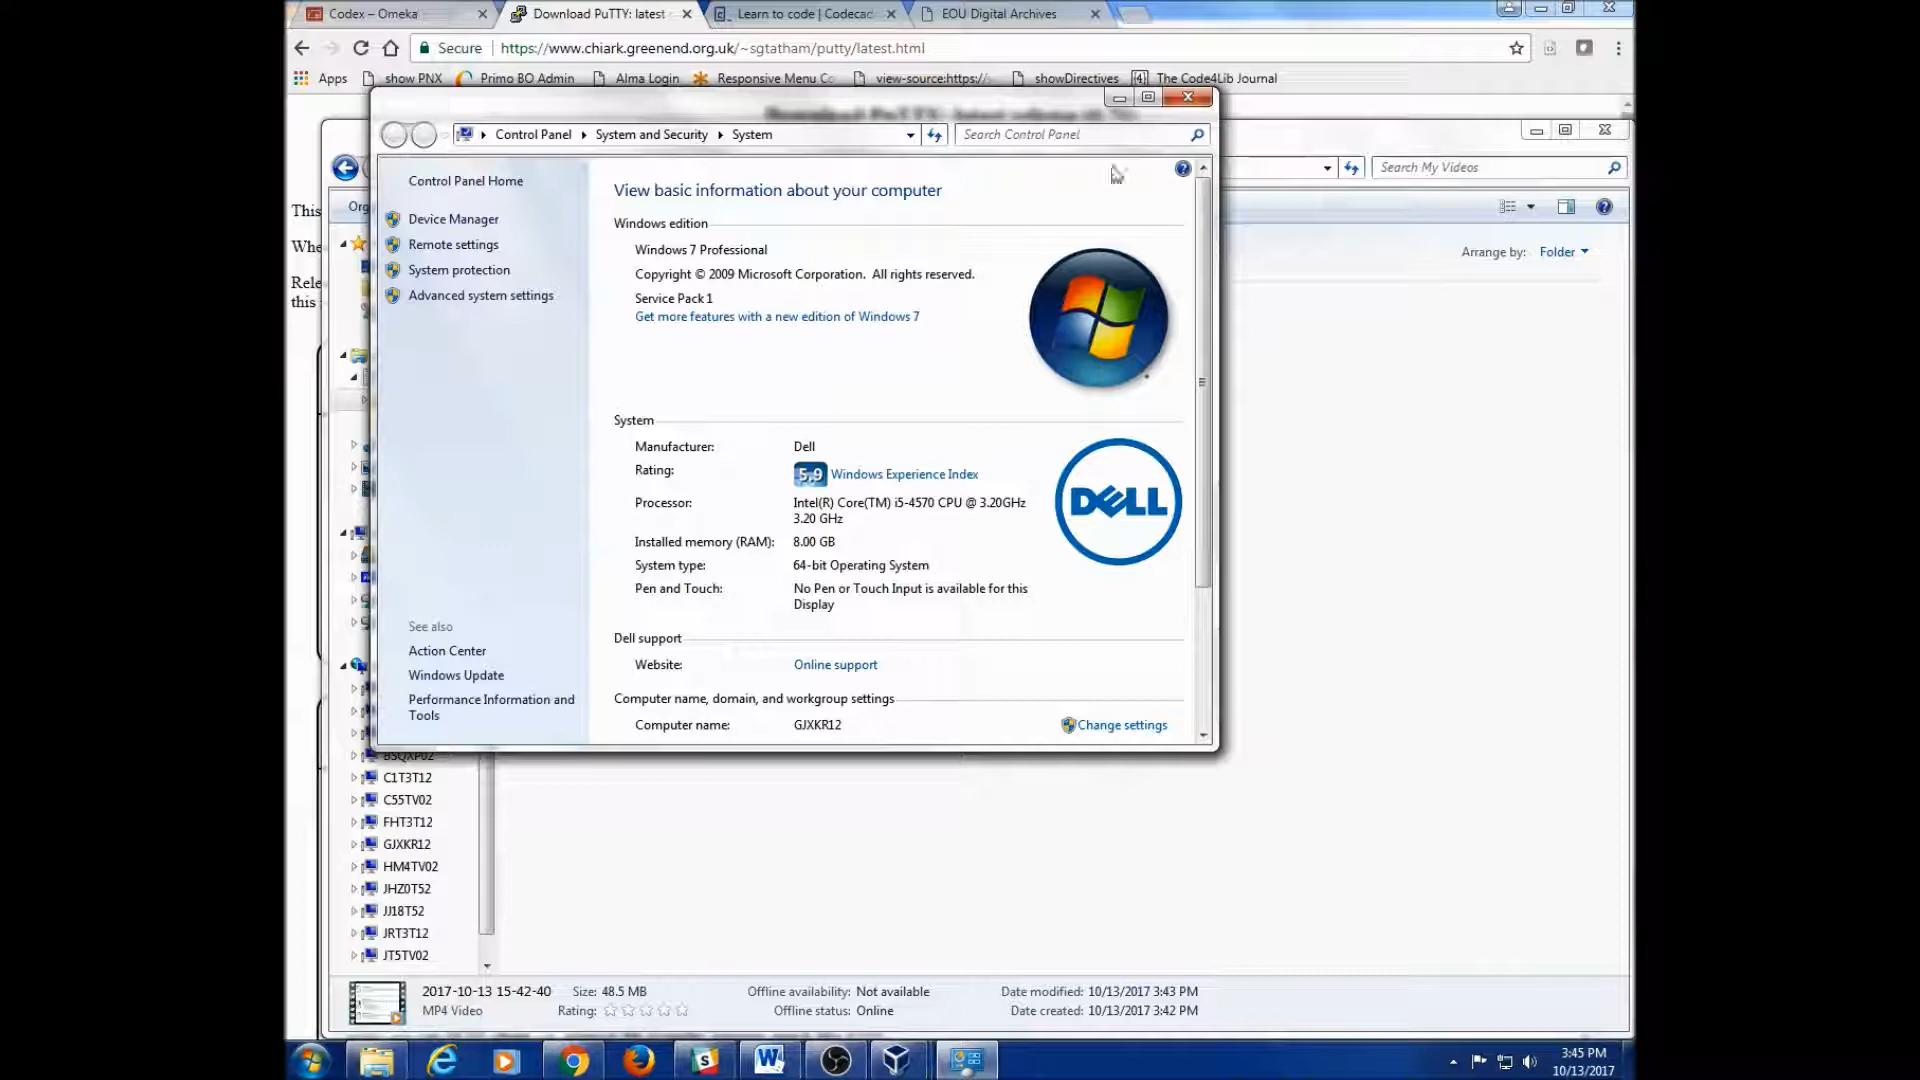 Codex – Omeka
Download PuTTY: latest
Learn to code | Codecad
EOU Digital Archives
Secure
https://www.chiark.greenend.org.uk/~sgtatham/putty/latest.html
Apps
show PNX
Primo BO Admin
Alma Login
Responsive Menu Co
view-source:https://s
showDirectives
The Code4Lib Journal
Control Panel
System and Security
System
Search Control Panel
Search My Videos
Control Panel Home
View basic information about your computer
This
Org
Device Manager
Windows edition
Remote settings
Windows 7 Professional
Whe
Arrange by:
Folder
System protection
Copyright © 2009 Microsoft Corporation. All rights reserved.
Rele
this
Advanced system settings
Service Pack 1
Get more features with a new edition of Windows 7
System
Manufacturer:
Dell
Rating:
5,9
Windows Experience Index
Processor:
Intel(R) Core(TM) i5-4570 CPU @ 3.20GHz
3.20 GHz
DELL
Installed memory (RAM):
8.00 GB
System type:
64-bit Operating System
Pen and Touch:
No Pen or Touch Input is available for this
Display
See also
Dell support
Action Center
Website:
Online support
Windows Update
Performance Information and
Tools
Computer name, domain, and workgroup settings
Computer name:
GJXKR12
Change settings
BSQXP02
C1T3T12
C55TV02
FHT3T12
GJXKR12
HM4TV02
JHZ0T52
JJ18T52
JRT3T12
JT5TV02
2017-10-13 15-42-40
Size: 48.5 MB
Offline availability: Not available
Date modified: 10/13/2017 3:43 PM
MP4 Video
Rating:
Offline status: Online
Date created: 10/13/2017 3:42 PM
3:45 PM
10/13/2017